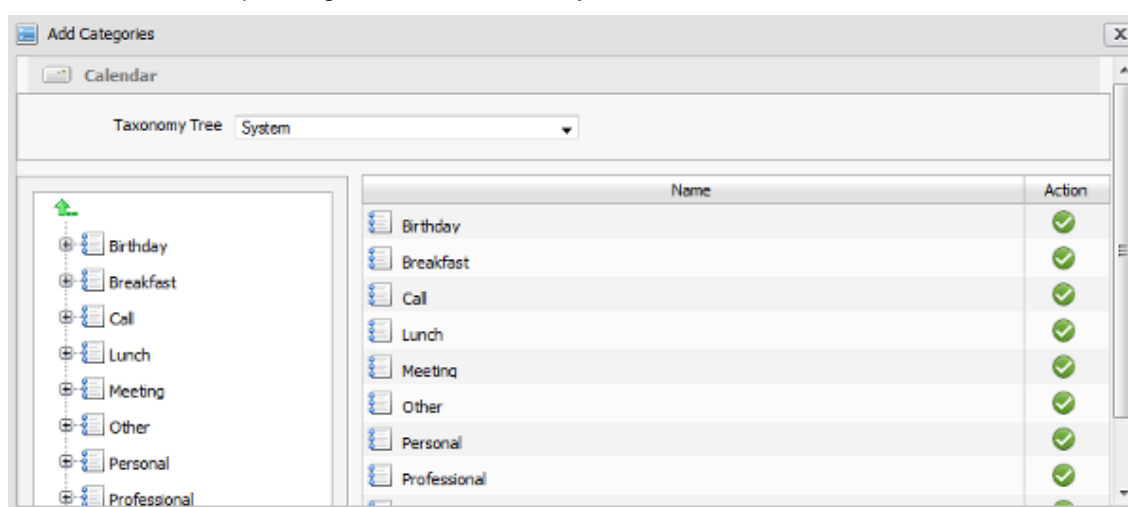 Add Categories
X
Calendar
Taxonomy Tree System
Birthday
Breakfast
Call
Lunch
Meeting
Other
Personal
Professional
Name Action
Birthday
Breakfast
Call
Lunch
Meeting
Other
Personal
Professional